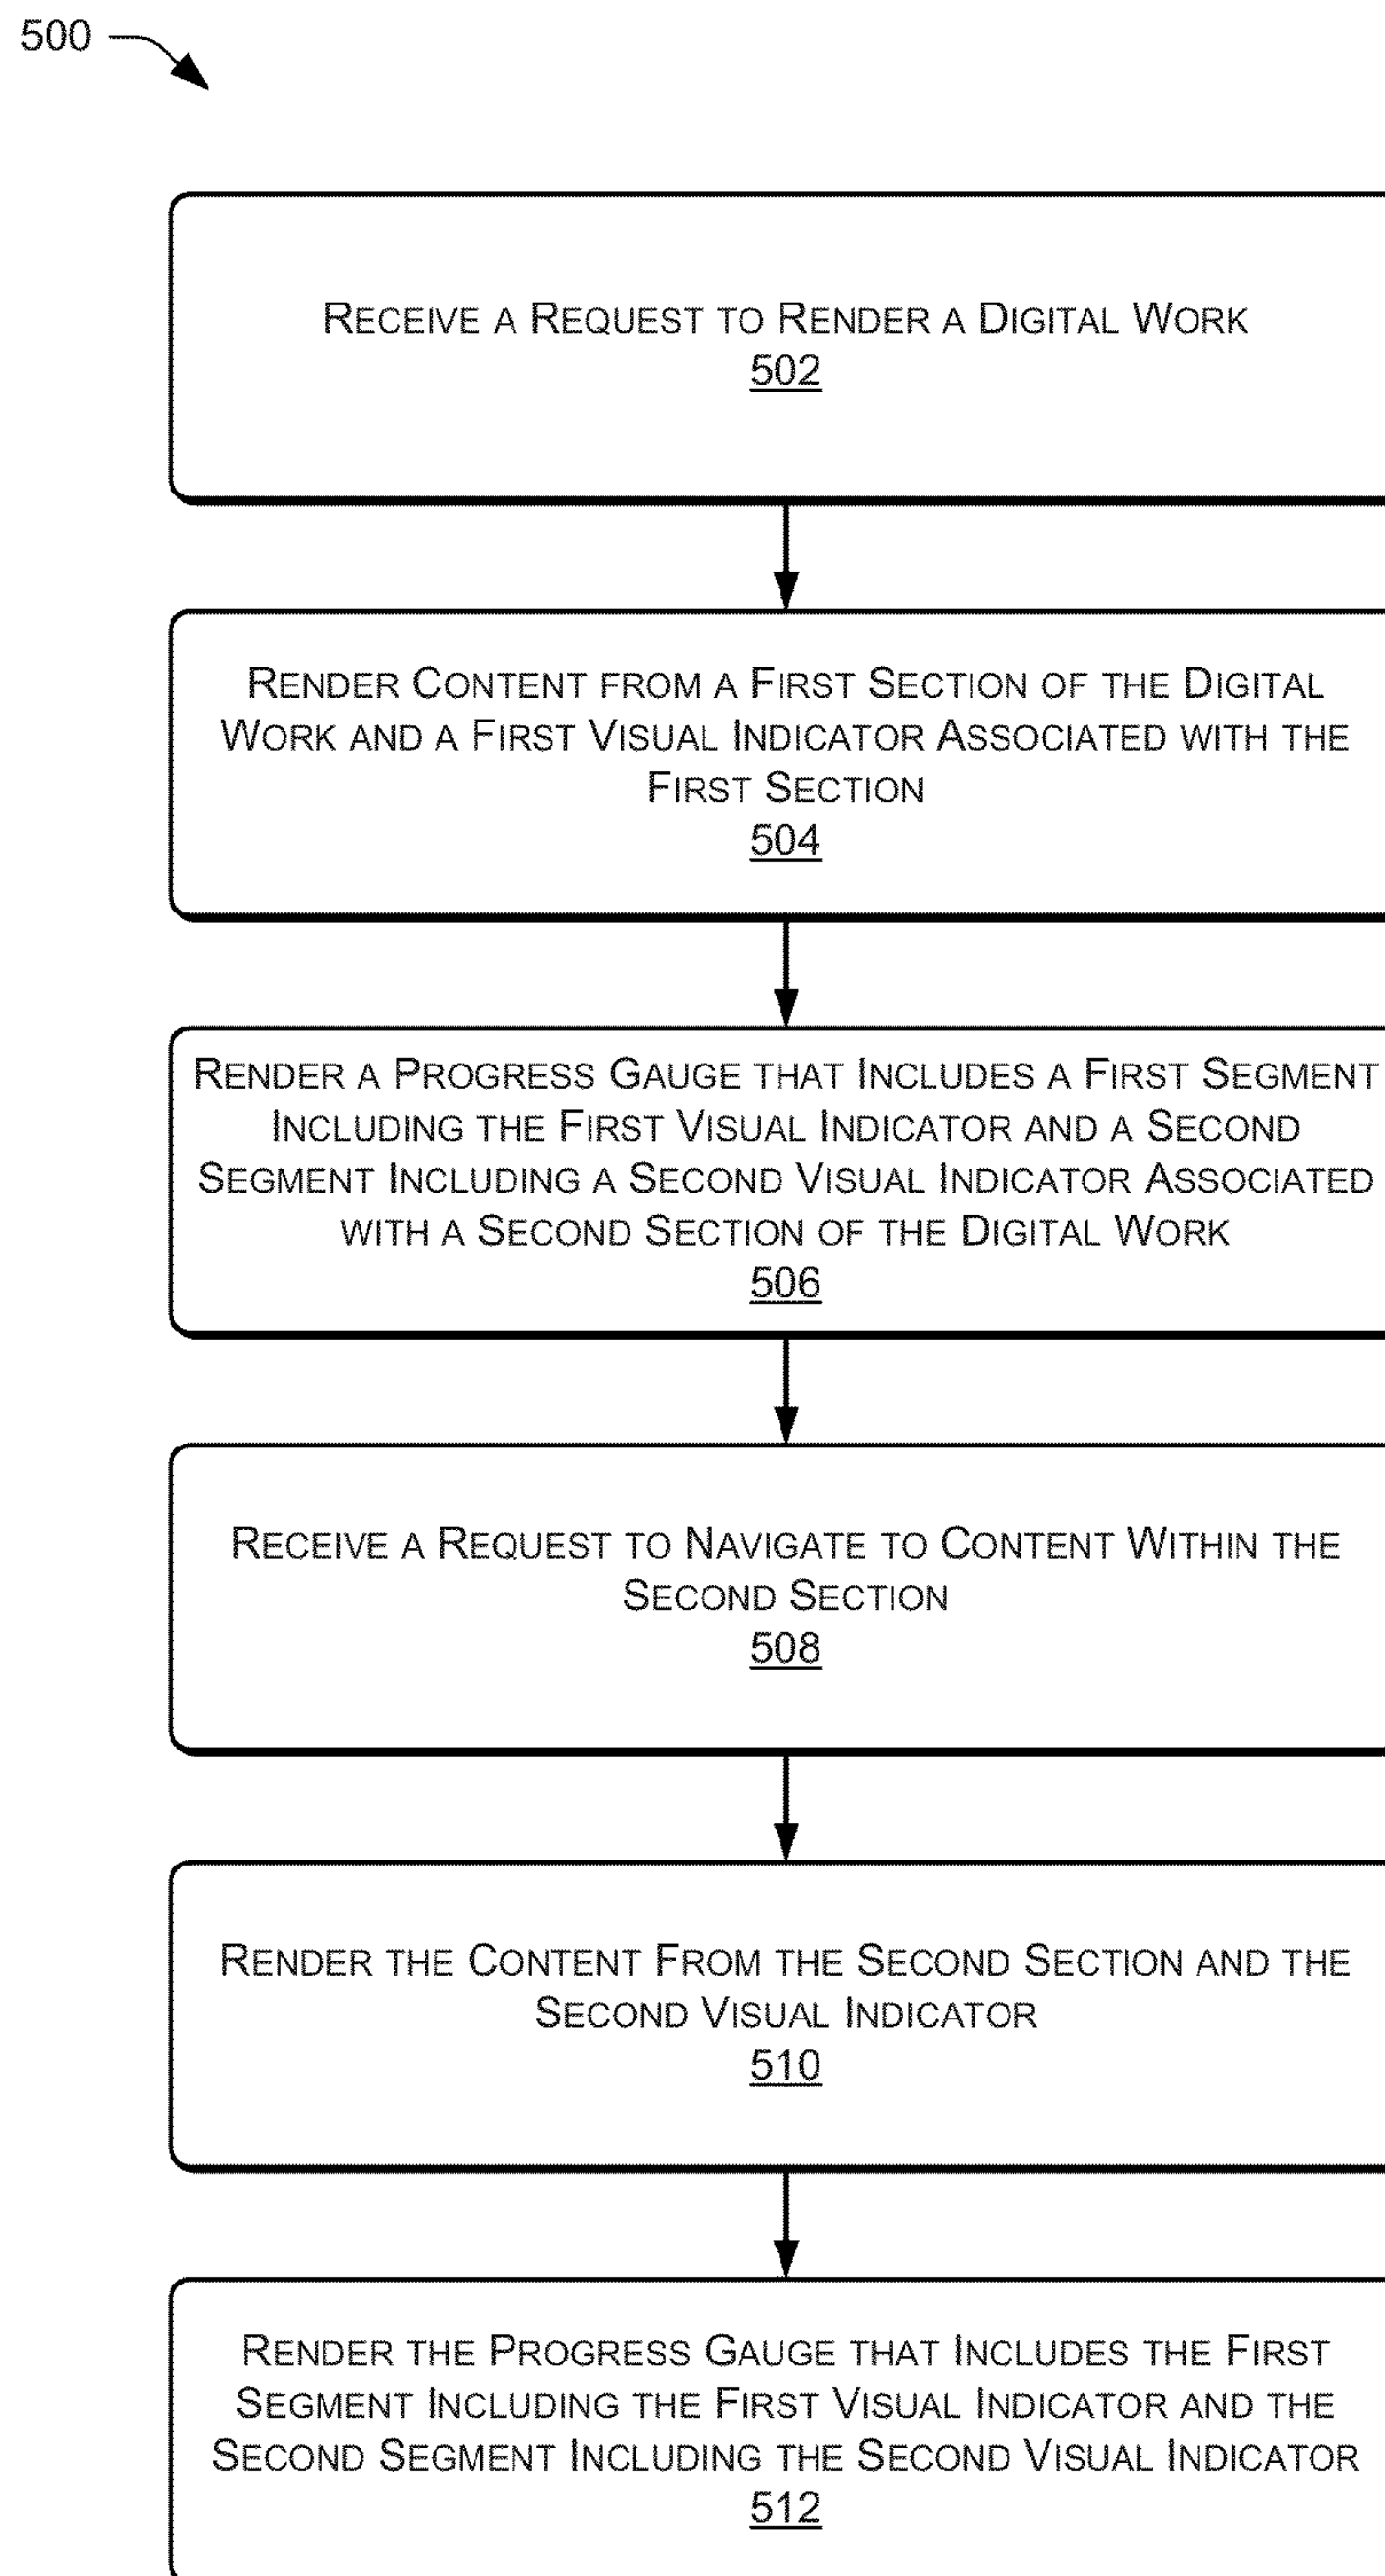 500
RECEIVE A REQUEST TO RENDER A DIGITAL WORK
502
RENDER CONTENT FROM A FIRST SECTION OF THE DIGITAL
WORK AND A FIRST VISUAL INDICATOR ASSOCIATED WITH THE
FIRST SECTION
504
RENDER A PROGRESS GAUGE THAT INCLUDES A FIRST SEGMENT
INCLUDING THE FIRST VISUAL INDICATOR AND A SECOND
SEGMENT INCLUDING A SECOND VISUAL INDICATOR ASSOCIATED
WITH A SECOND SECTION OF THE DIGITAL WORK
506
RECEIVE A REQUEST TO NAVIGATE TO CONTENT WITHIN THE
SECOND SECTION
508
RENDER THE CONTENT FROM THE SECOND SECTION AND THE
SECOND VISUAL INDICATOR
510
RENDER THE PROGRESS GAUGE THAT INCLUDES THE FIRST
SEGMENT INCLUDING THE FIRST VISUAL INDICATOR AND THE
SECOND SEGMENT INCLUDING THE SECOND VISUAL INDICATOR
512